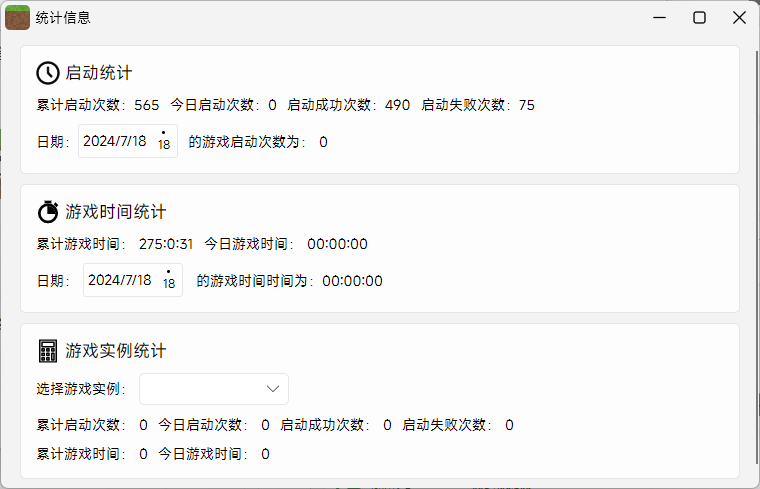 统计信息
启动统计
累计启动次数：565 今日启动次数：0 启动成功次数：490 启动失败次数：75
日期： 2024/7/18 18 的游戏启动次数为： 0
游戏时间统计
累计游戏时间： 275:0:31 今日游戏时间： 00:00:00
日期： 2024/7/18 18 的游戏时间时间为：00:00:00
游戏实例统计
选择游戏实例：
累计启动次数： 0 今日启动次数： 0 启动成功次数： 0 启动失败次数： 0
累计游戏时间： 0 今日游戏时间： 0